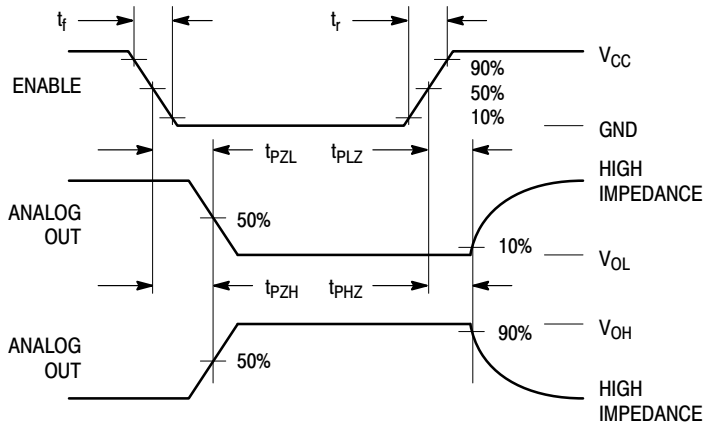 tf
tr
VCC
90%
ENABLE
50%
10%
GND
tPZL
tPLZ
HIGH
IMPEDANCE
ANALOG
OUT
50%
10%
VOL
tPZH
tPHZ
VOH
90%
ANALOG
OUT
50%
HIGH
IMPEDANCE